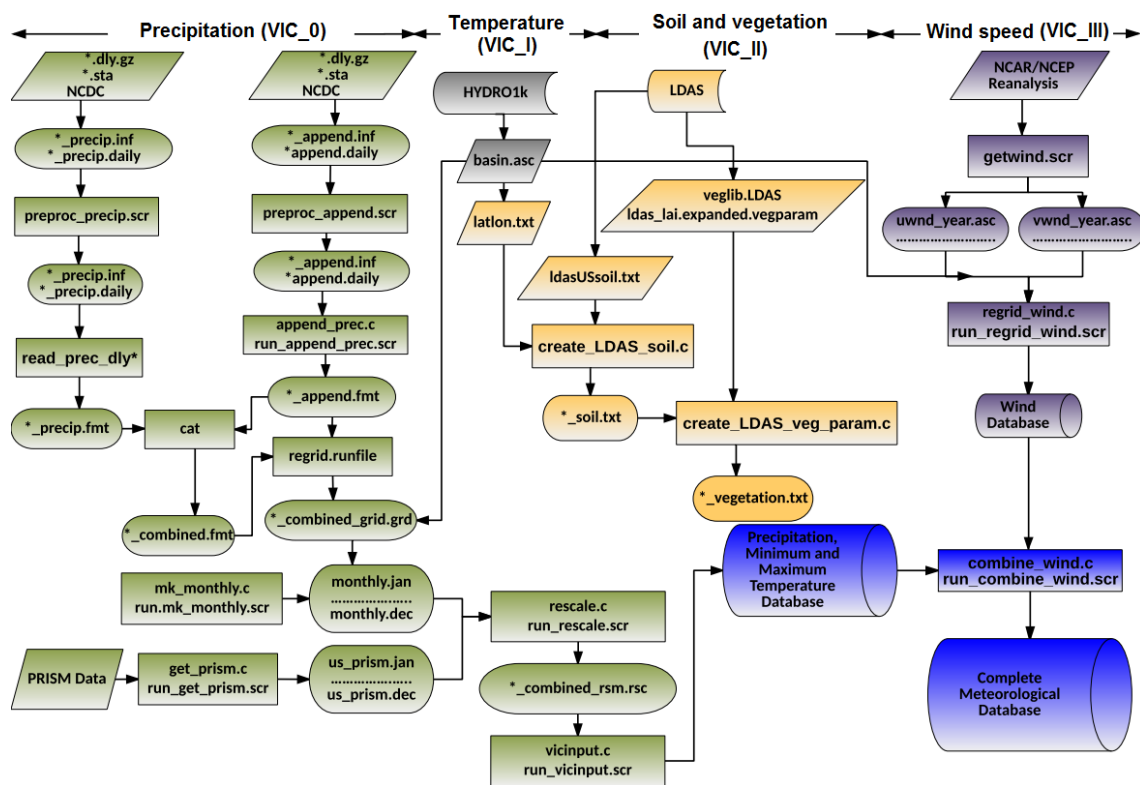 Precipitation (VIC_0)
Temperature
(VIC_I)
Soil and vegetation
(VIC_II)
Wind speed (VIC_III)
*.dly.gz
*.sta
NCDC
*_precip.inf
*_precip.daily
preproc_precip.scr
*_precip.inf
*_precip.daily
read_prec_dly*
*_precip.fmt
cat
*_combined.fmt
*.dly.gz
*.sta
NCDC
*_append.inf
*append.daily
preproc_append.scr
*_append.inf
*append.daily
append_prec.c
run_append_prec.scr
*_append.fmt
regrid.runfile
*_combined_grid.grd
mk_monthly.c
run.mk_monthly.scr
monthly.jan
....................
monthly.dec
PRISM Data
get_prism.c
run_get_prism.scr
us_prism.jan
....................
us_prism.dec
rescale.c
run_rescale.scr
*_combined_rsm.rsc
vicinput.c
run_vicinput.scr
HYDRO1k
basin.asc
latlon.txt
LDAS
veglib.LDAS
ldas_lai.expanded.vegparam
ldasUSsoil.txt
create_LDAS_soil.c
*_soil.txt
create_LDAS_veg_param.c
*_vegetation.txt
Precipitation,
Minimum and
Maximum
Temperature
Database
NCAR/NCEP
Reanalysis
getwind.scr
uwnd_year.asc
..........................
vwnd_year.asc
..........................
regrid_wind.c
run_regrid_wind.scr
Wind
Database
combine_wind.c
run_combine_wind.scr
Complete
Meteorological
Database